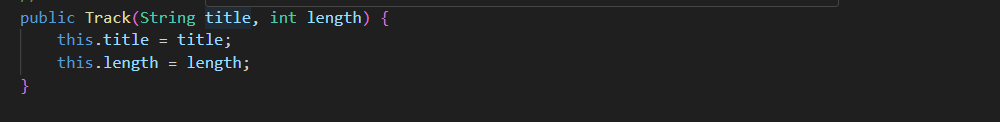 public Track(String title, int length) {
    this.title = title;
    this.length = length;
}